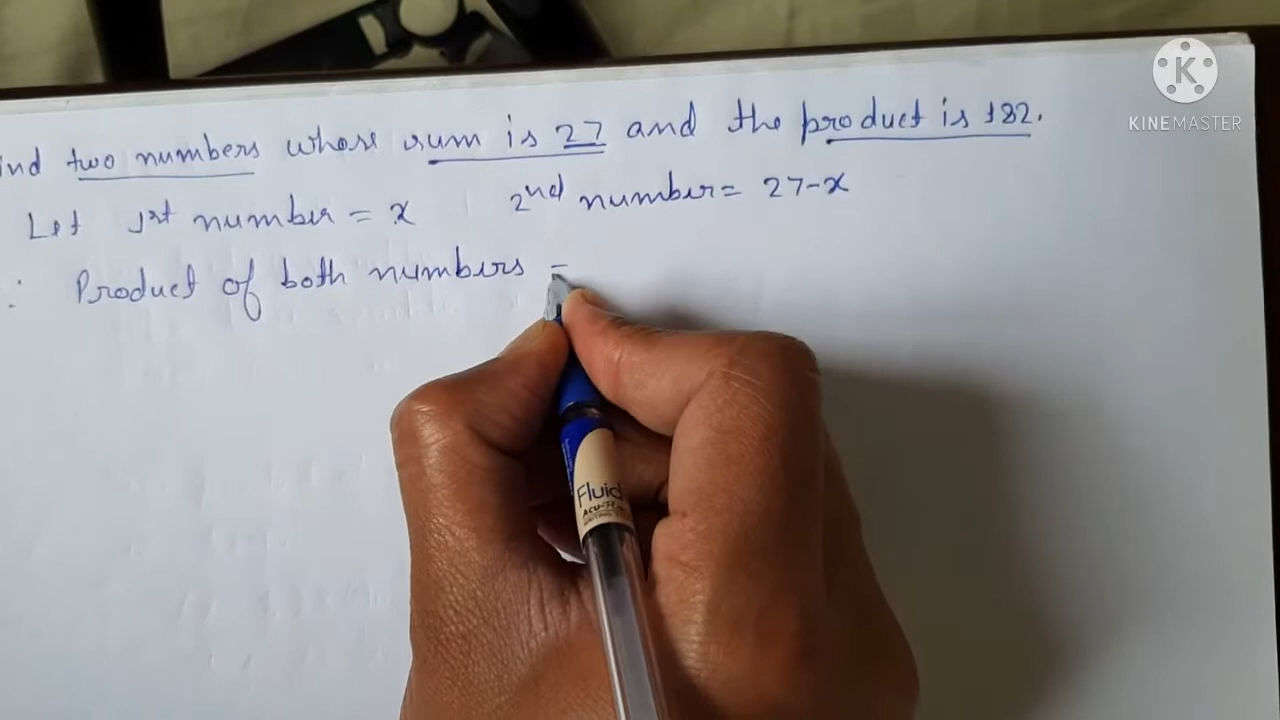 ind two numbers whose sum is 27 and the product is 182.
Let 1st number = x 2nd number = 27-x
∴ Product of both numbers =
Fluid
KINEMASTER